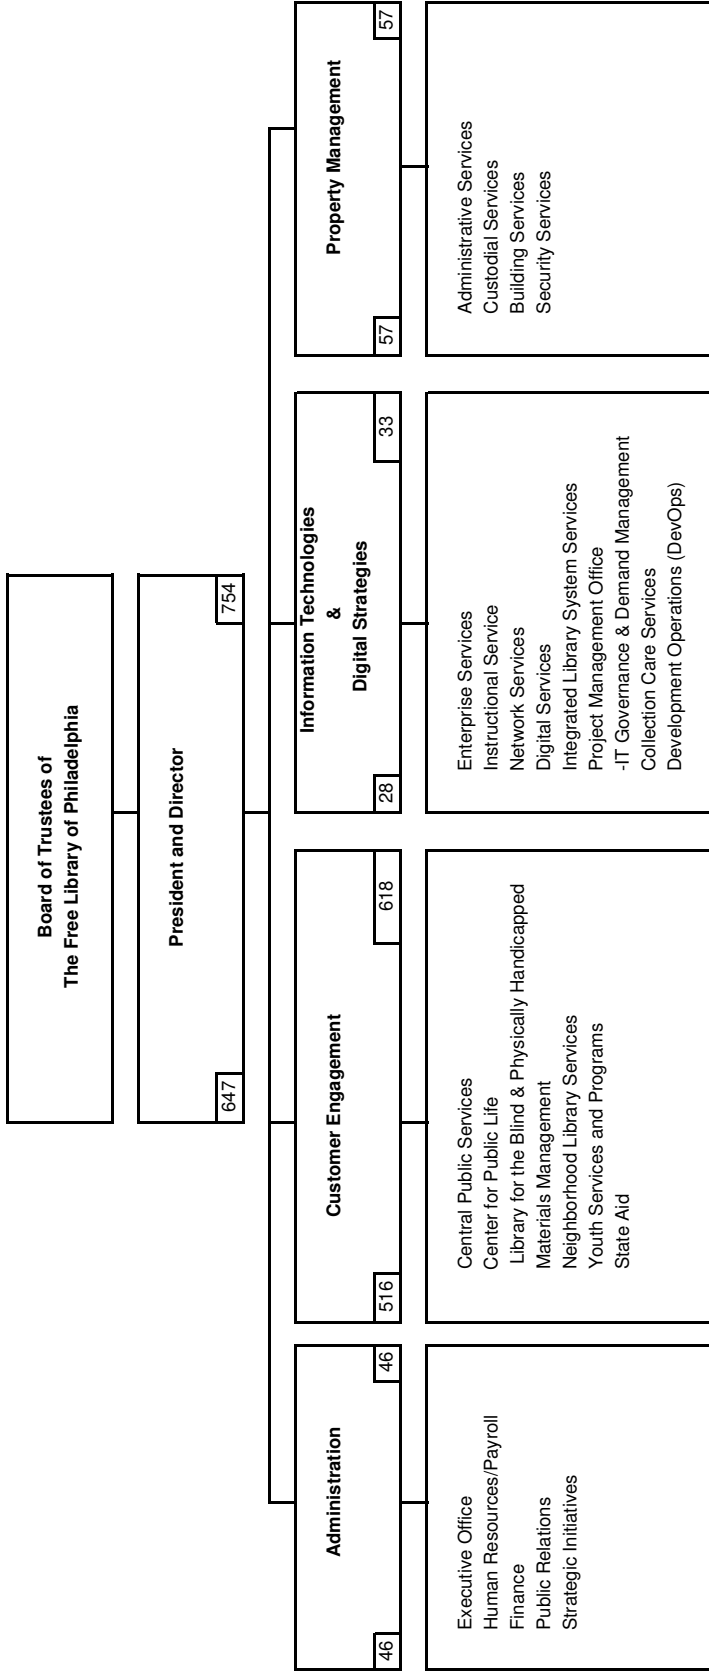 Board of Trustees of
The Free Library of Philadelphia
President and Director
647
754
Administration
46
46
Executive Office
Human Resources/Payroll
Finance
Public Relations
Strategic Initiatives
Customer Engagement
516
618
Central Public Services
Center for Public Life
Library for the Blind & Physically Handicapped
Materials Management
Neighborhood Library Services
Youth Services and Programs
State Aid
Information Technologies
&
Digital Strategies
28
33
Enterprise Services
Instructional Service
Network Services
Digital Services
Integrated Library System Services
Project Management Office
-IT Governance & Demand Management
Collection Care Services
Development Operations (DevOps)
Property Management
57
57
Administrative Services
Custodial Services
Building Services
Security Services